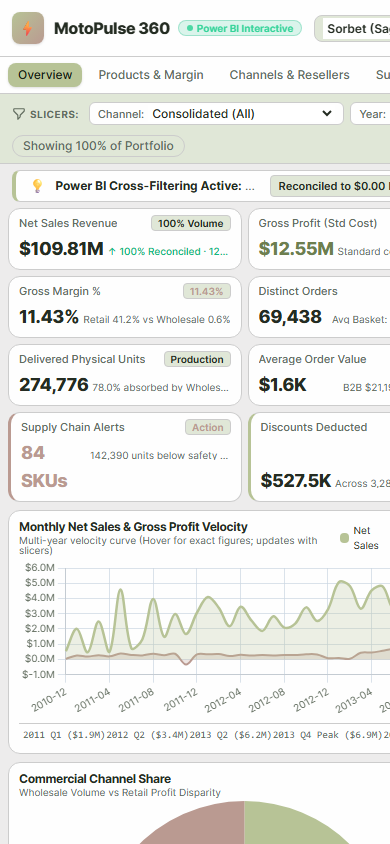 MotoPulse 360
Power BI Interactive
Sorbet (Sa
Overview
Products & Margin
Channels & Resellers
Su
SLICERS:
Channel: Consolidated (All)
Year:
Showing 100% of Portfolio
Power BI Cross-Filtering Active: ...
Reconciled to $0.00
Net Sales Revenue
100% Volume
$109.81M ↑ 100% Reconciled · 12...
Gross Profit (Std Cost)
$12.55M Standard c
Gross Margin %
11.43%
11.43% Retail 41.2% vs Wholesale 0.6%
Distinct Orders
69,438 Avg Basket:
Delivered Physical Units
Production
274,776 78.0% absorbed by Wholes...
Average Order Value
$1.6K B2B $21,1
Supply Chain Alerts
Action
84 SKUs
142,390 units below safety ...
Discounts Deducted
$527.5K Across 3,28
Monthly Net Sales & Gross Profit Velocity
Multi-year velocity curve (Hover for exact figures; updates with
slicers)
Net
Sales
$6.0M
$5.0M
$4.0M
$3.0M
$2.0M
$1.0M
$0.0M
$-1.0M
2010-12
2011-04
2011-08
2011-12
2012-04
2012-08
2012-12
2013-04
20
2011 Q1 ($1.9M)
2012 Q2 ($3.4M)
2013 Q2 ($6.2M)
2013 Q4 Peak ($6.9M)
20
Commercial Channel Share
Wholesale Volume vs Retail Profit Disparity